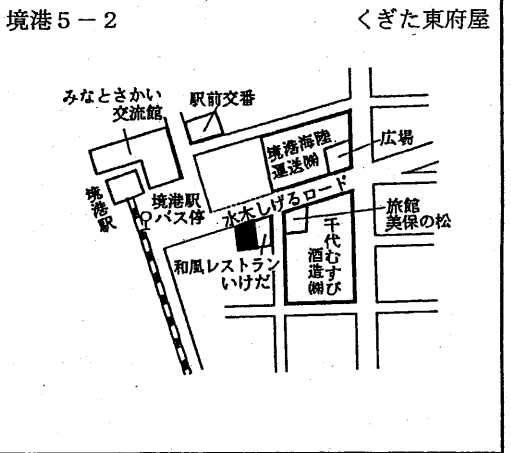 境港5－2
くぎた東府屋
みなとさかい
交流館
駅前交番
境港海陸
運送㈱
広場
境港駅
境港駅
バス停
水木しげるロード
旅館
美保の松
千代むすび
酒造㈱
和風レストラン
いけだ